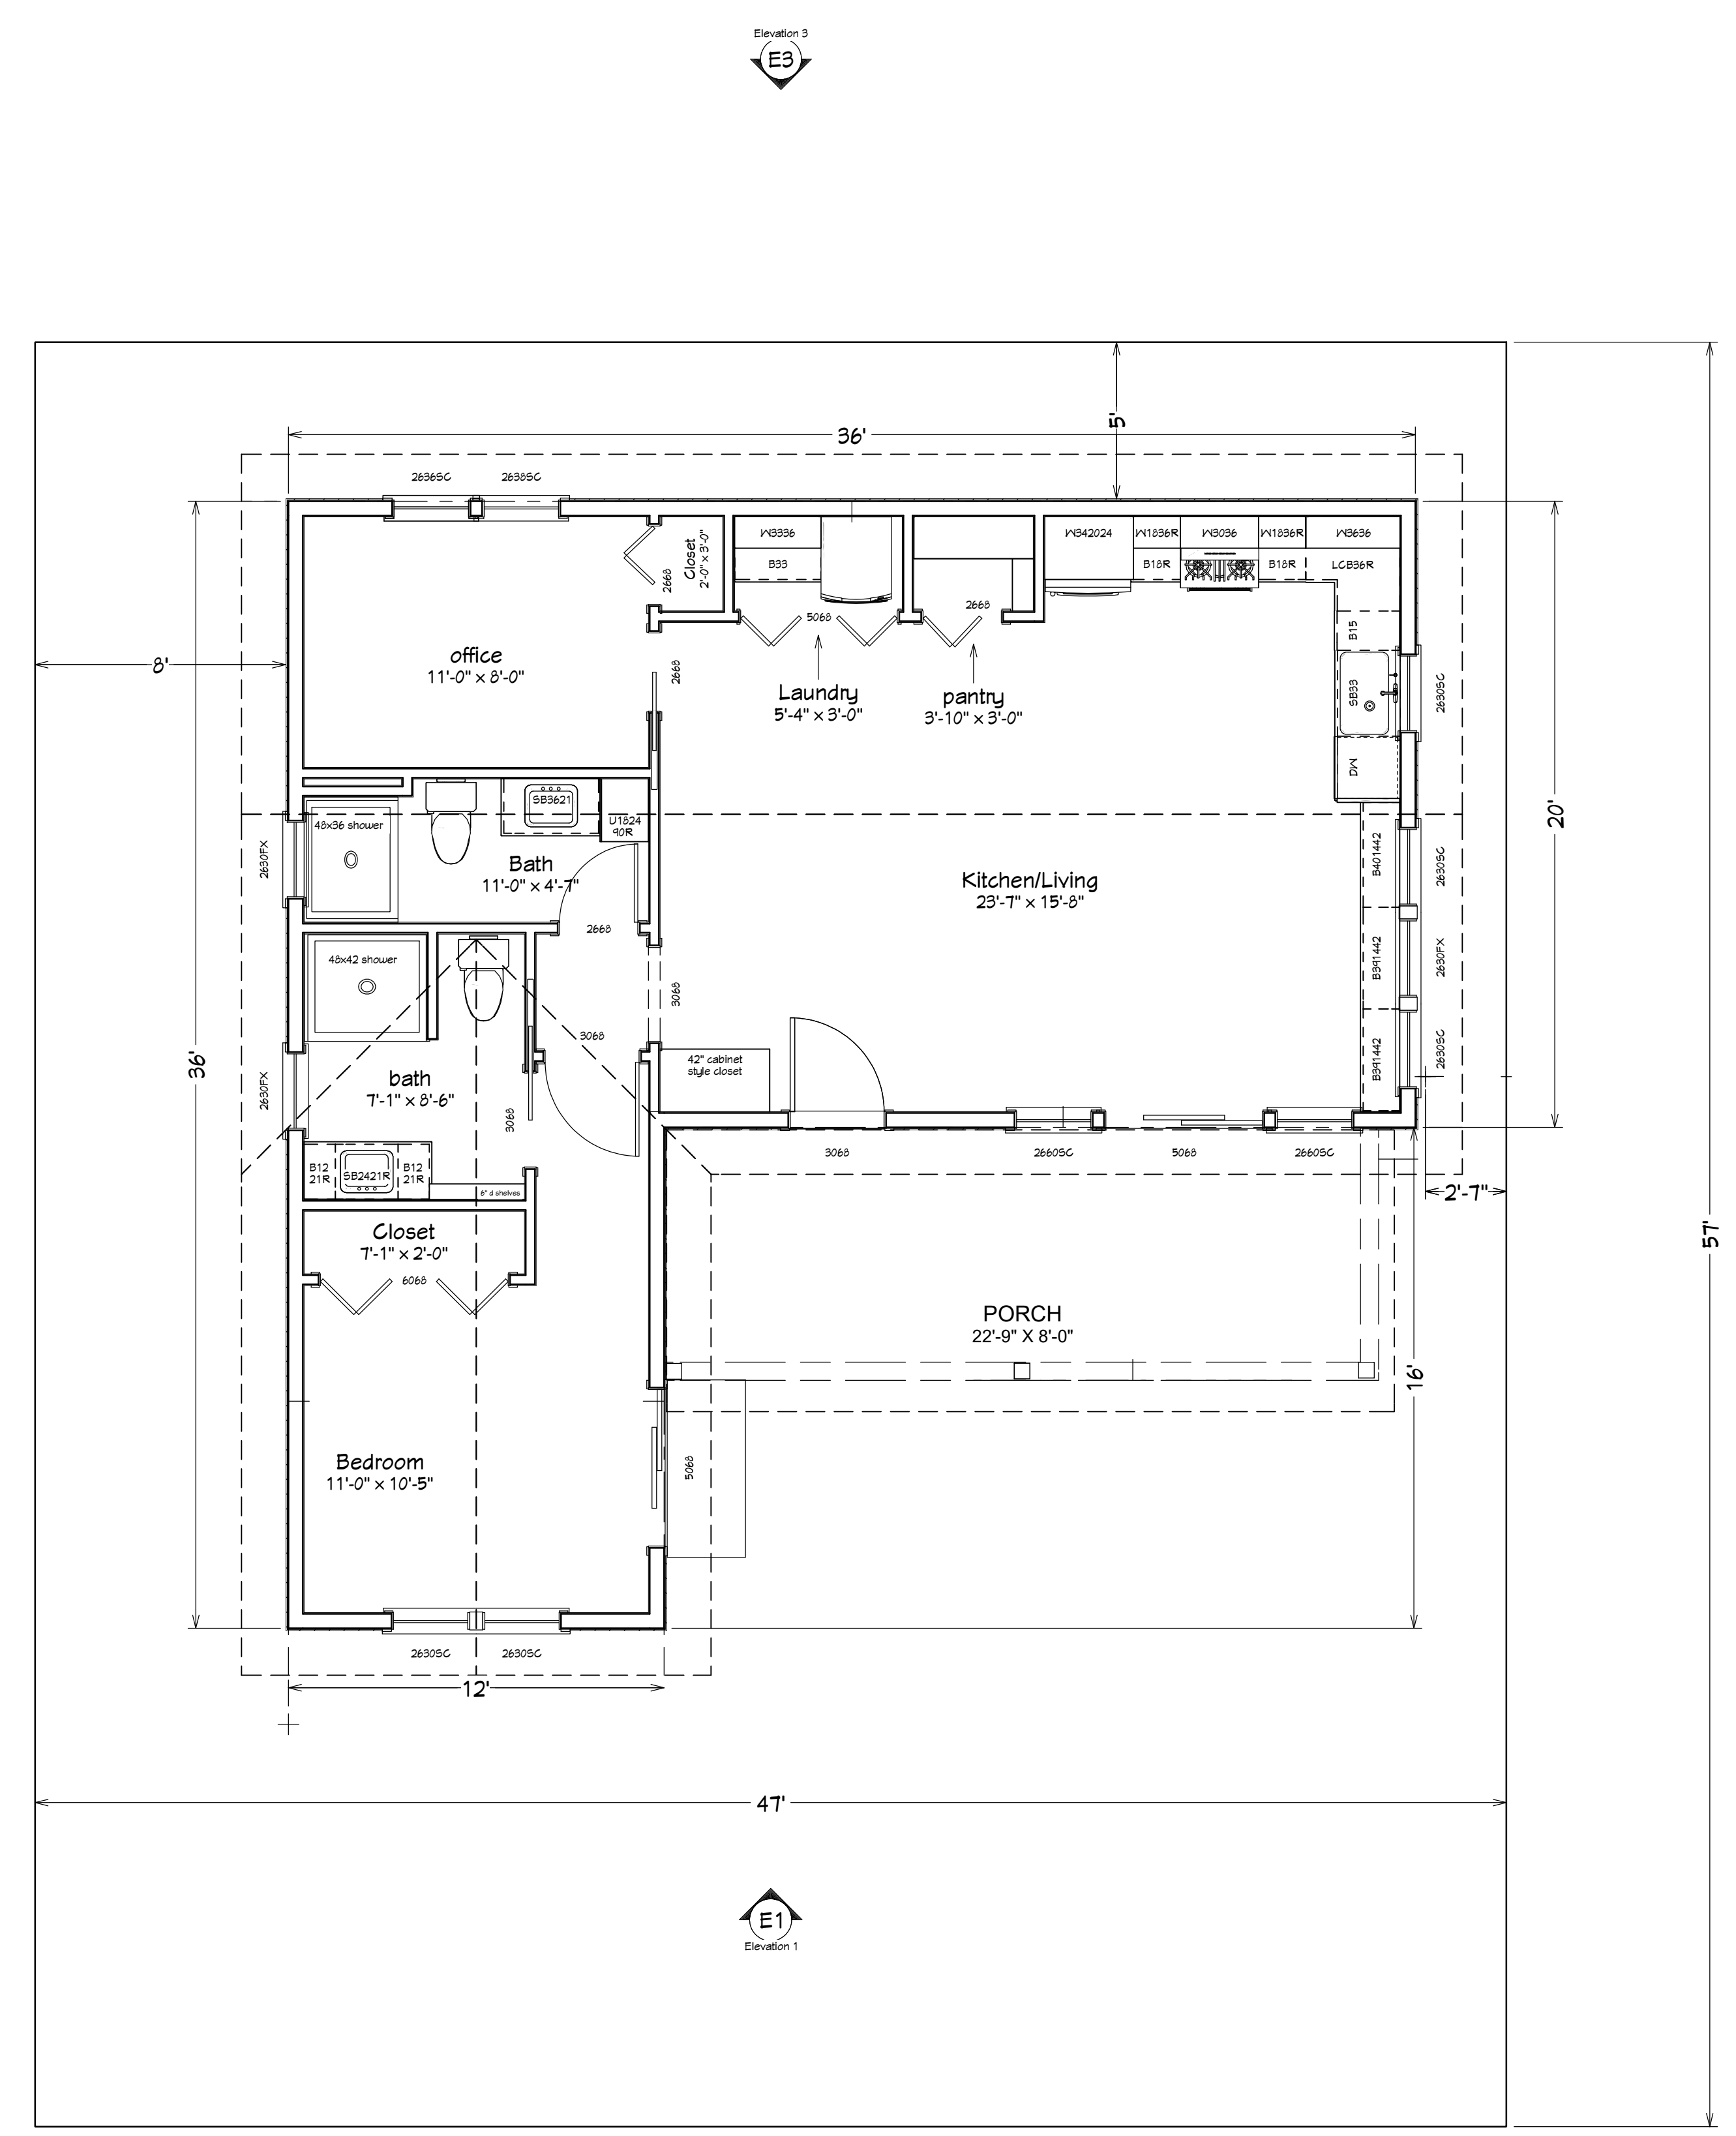 Elevation 3
E3
5'
36'
2636SC
2638SC
W3336
B33
W342024
W1836R
W3036
W1836R
W3636
B18R
B18R
LCB36R
Closet
2'-0" x 3'-0"
2668
5068
2668
B15
8'
office
11'-0" x 8'-0"
2668
Laundry
5'-4" x 3'-0"
pantry
3'-10" x 3'-0"
SB33
2630SC
DW
20'
SB3621
U1824
90R
48x36 shower
2630FX
Bath
11'-0" x 4'-7"
Kitchen/Living
23'-7" x 15'-8"
B401442
2630SC
2668
48x42 shower
B391442
2630FX
3068
3068
36'
42" cabinet
style closet
B391442
2630SC
2630FX
bath
7'-1" x 8'-6"
3068
3068
2660SC
5068
2660SC
B12
21R
SB2421R
B12
21R
6" d shelves
2'-7"
57'
Closet
7'-1" x 2'-0"
6068
PORCH
22'-9" X 8'-0"
16'
Bedroom
11'-0" x 10'-5"
5068
2630SC
2630SC
12'
47'
E1
Elevation 1